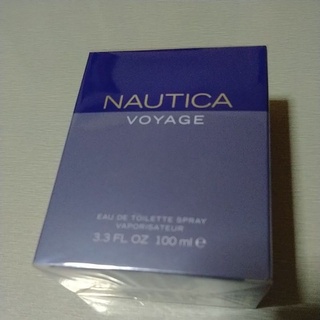 NAUTICA
VOYAGE
EAU DE TOILETTE SPRAY
VAPORISATEUR
3.3 FL OZ 100 ml ℮